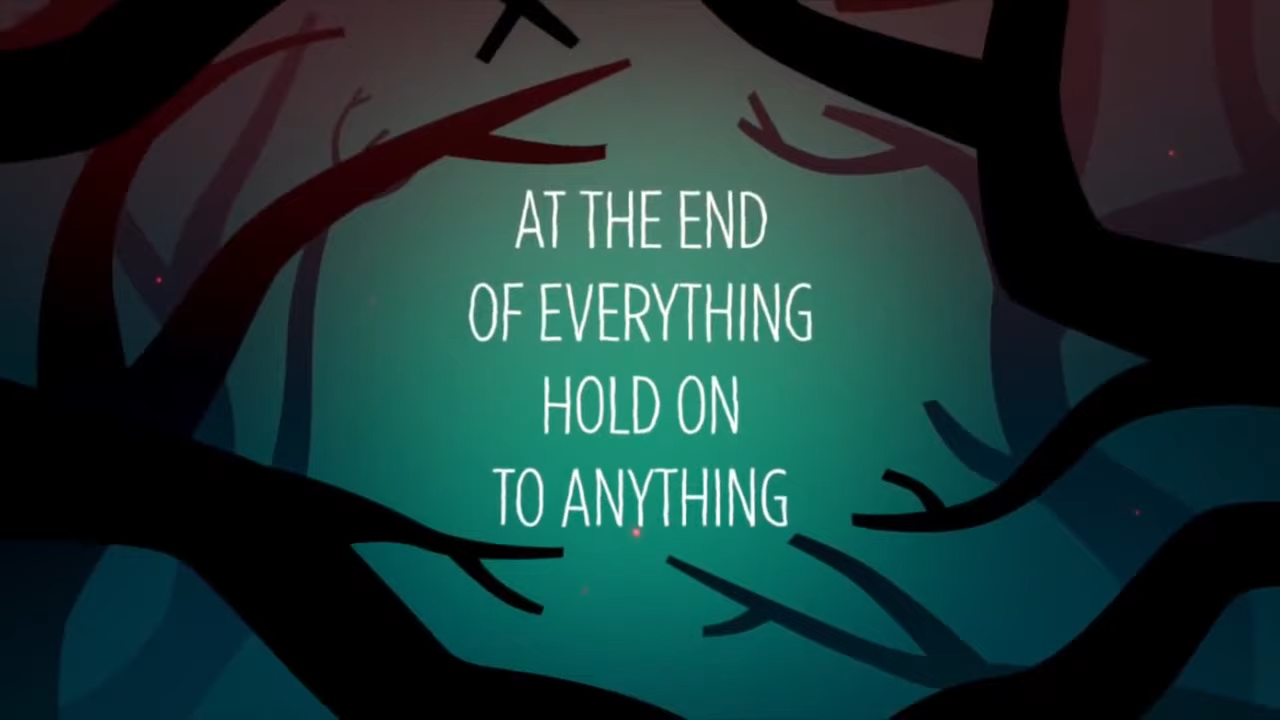 AT THE END
OF EVERYTHING
HOLD ON
TO ANYTHING